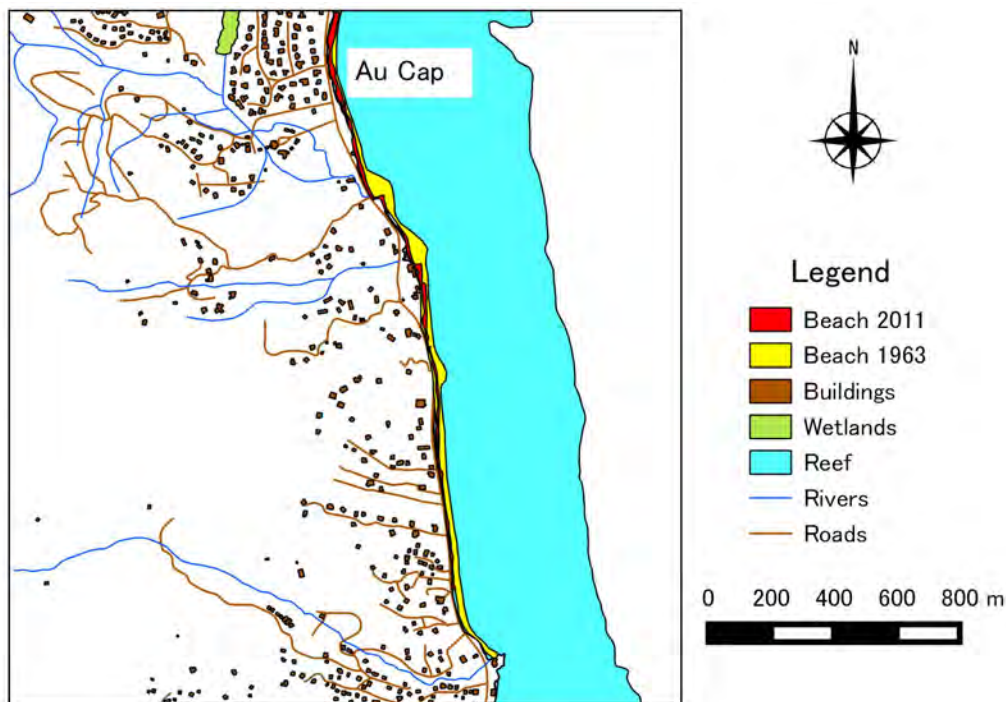 Au Cap
N
Legend
Beach 2011
Beach 1963
Buildings
Wetlands
Reef
Rivers
Roads
0 200 400 600 800 m